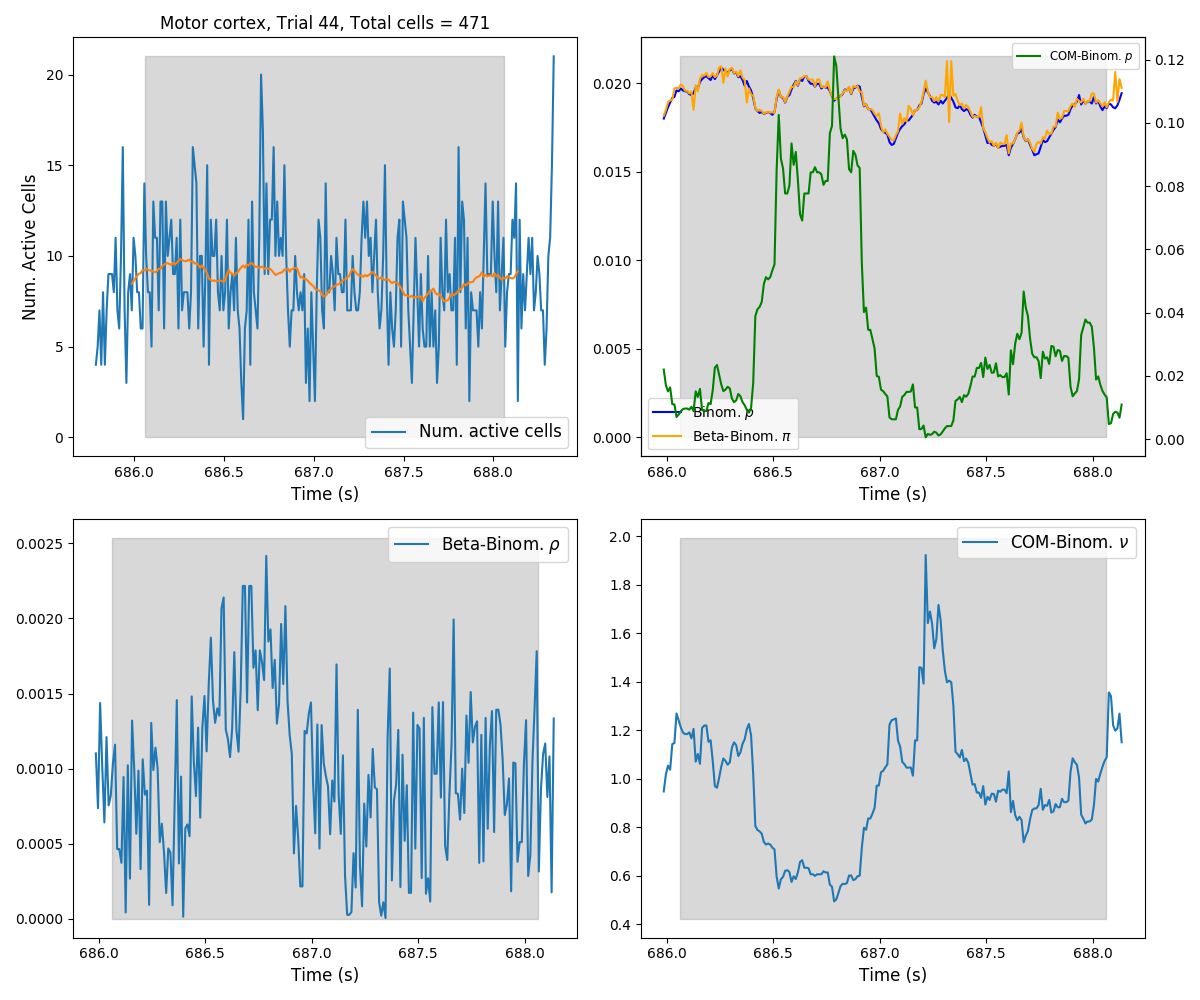 Motor cortex, Trial 44, Total cells = 471
Num. Active Cells
20
15
10
5
0
Num. active cells
686.0 686.5 687.0 687.5 688.0
Time (s)
0.020
0.015
0.010
0.005
0.000
COM-Binom. p
0.12
0.10
0.08
0.06
0.04
0.02
0.00
Binom. p
Beta-Binom. π
686.0 686.5 687.0 687.5 688.0
Time (s)
0.0025
0.0020
0.0015
0.0010
0.0005
0.0000
Beta-Binom. ρ
686.0 686.5 687.0 687.5 688.0
Time (s)
2.0
1.8
1.6
1.4
1.2
1.0
0.8
0.6
0.4
COM-Binom. ν
686.0 686.5 687.0 687.5 688.0
Time (s)